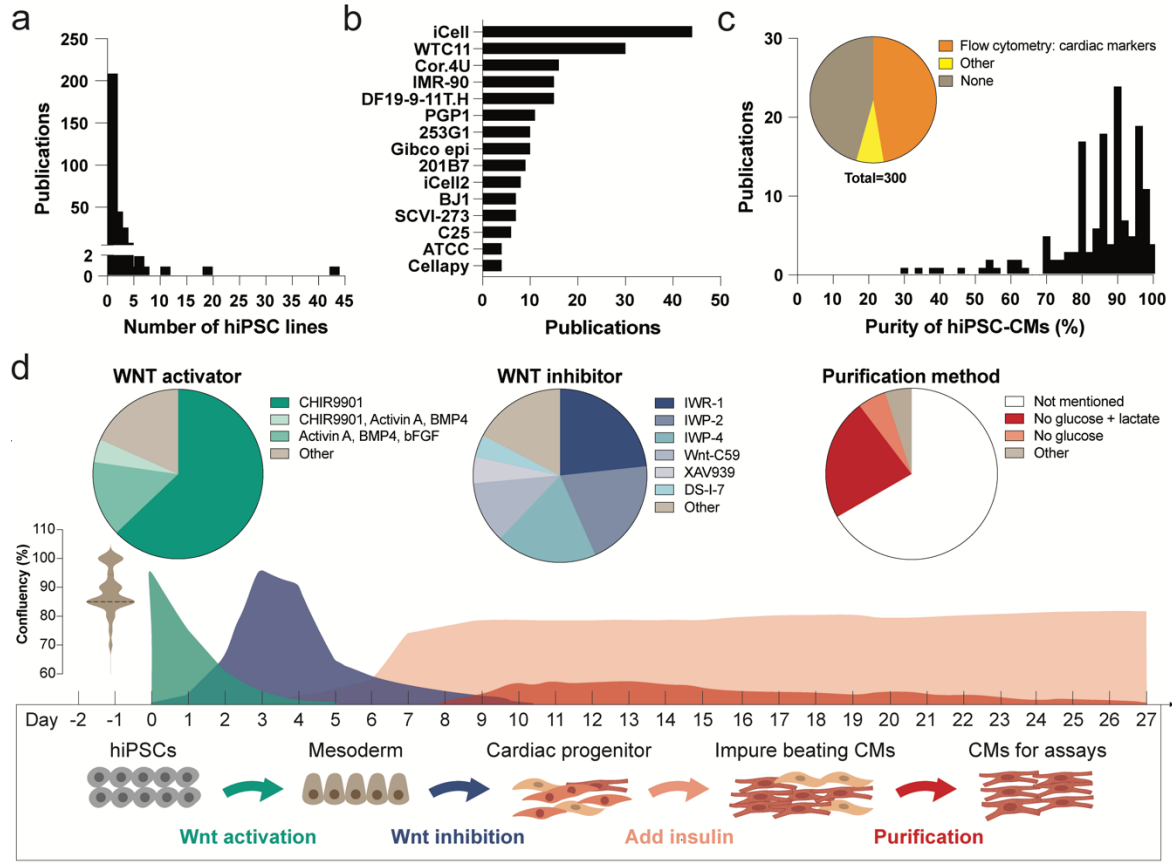 a
250
200
150
100
50
2
0
Publications
0 5 10 15 20 25 30 35 40 45
Number of hiPSC lines
b
iCell
WTC11
Cor.4U
IMR-90
DF19-9-11T.H
PGP1
253G1
Gibco epi
201B7
iCell2
BJ1
SCVI-273
C25
ATCC
Cellapy
0 10 20 30 40 50
Publications
c
30
20
10
0
Publications
Flow cytometry: cardiac markers
Other
None
Total=300
0 10 20 30 40 50 60 70 80 90 100
Purity of hiPSC-CMs (%)
d
WNT activator
CHIR9901
CHIR9901, Activin A, BMP4
Activin A, BMP4, bFGF
Other
WNT inhibitor
IWR-1
IWP-2
IWP-4
Wnt-C59
XAV939
DS-I-7
Other
Purification method
Not mentioned
No glucose + lactate
No glucose
Other
110
100
90
80
70
60
Confluency (%)
Day -2 -1 0 1 2 3 4 5 6 7 8 9 10 11 12 13 14 15 16 17 18 19 20 21 22 23 24 25 26 27
hiPSCs
Mesoderm
Cardiac progenitor
Impure beating CMs
CMs for assays
Wnt activation
Wnt inhibition
Add insulin
Purification